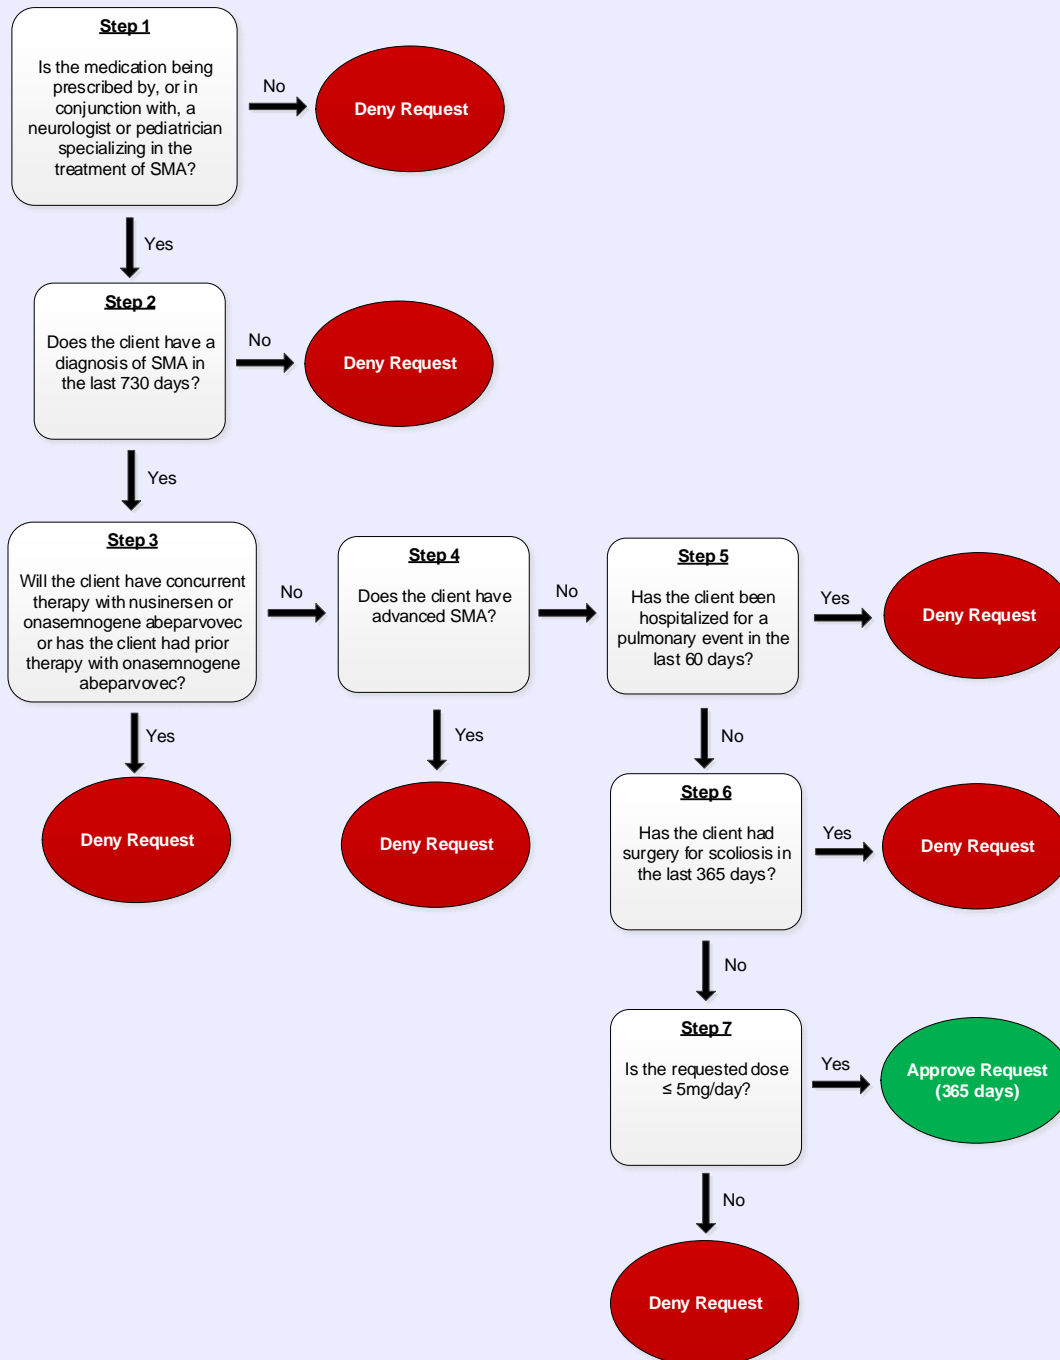 Step 1
Is the medication being
prescribed by, or in
conjunction with, a
neurologist or pediatrician
specializing in the
treatment of SMA?
No
Deny Request
Yes
Step 2
Does the client have a
diagnosis of SMA in
the last 730 days?
No
Deny Request
Yes
Step 3
Will the client have concurrent
therapy with nusinersen or
onasemnogene abeparvovec
or has the client had prior
therapy with onasemnogene
abeparvovec?
No
Yes
Deny Request
Step 4
Does the client have
advanced SMA?
No
Yes
Deny Request
Step 5
Has the client been
hospitalized for a
pulmonary event in the
last 60 days?
Yes
Deny Request
No
Step 6
Has the client had
surgery for scoliosis in
the last 365 days?
Yes
Deny Request
No
Step 7
Is the requested dose
≤ 5mg/day?
Yes
Approve Request
(365 days)
No
Deny Request